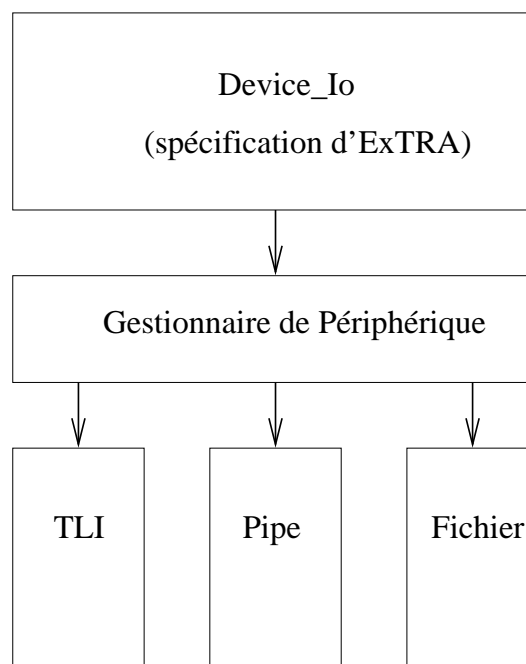 Device_Io
(spécification d'ExTRA)
Gestionnaire de Périphérique
TLI
Pipe
Fichier